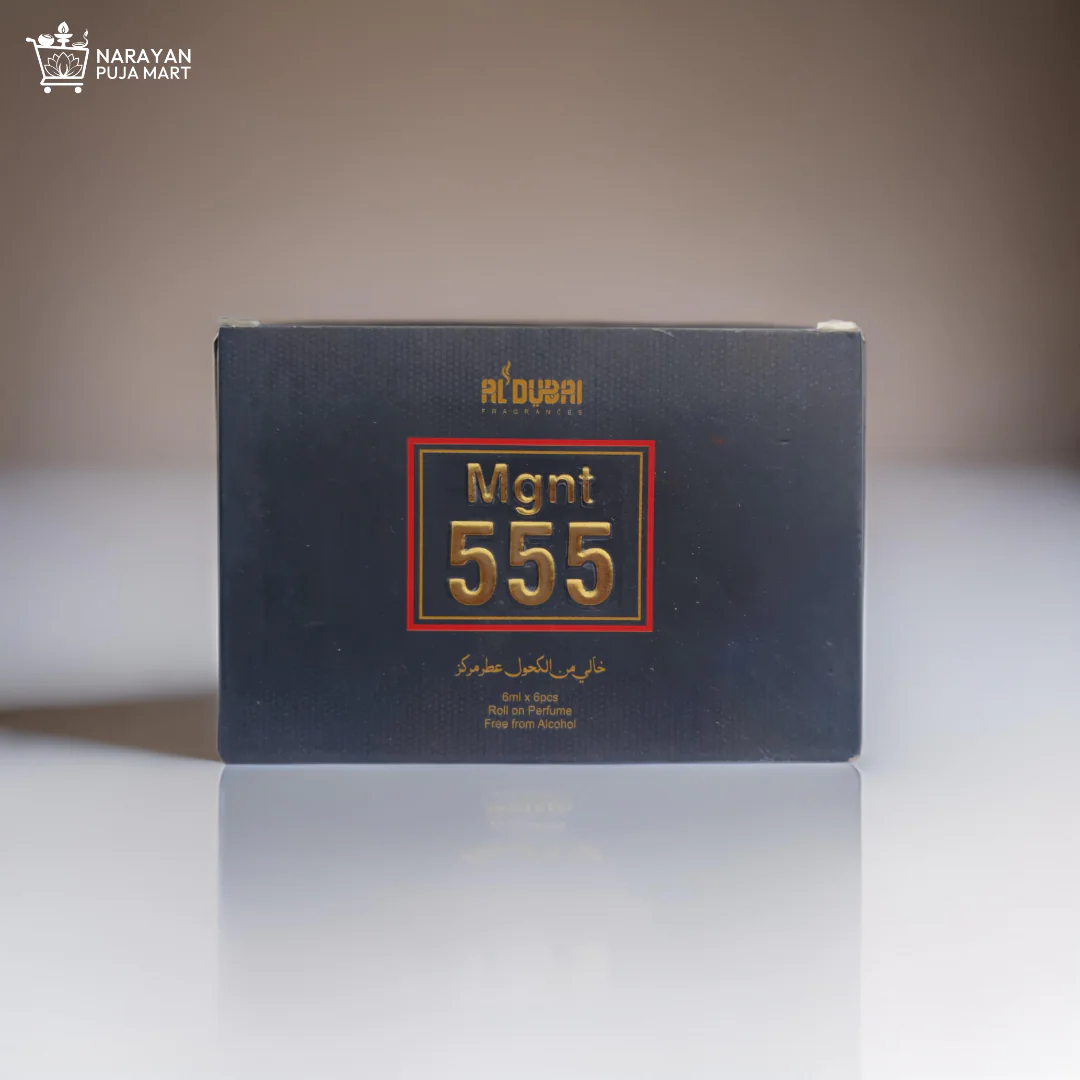 NARAYAN
PUJA MART
AL'DUBAI
FRAGRANCES
Mgnt
555
خالي من الكحول عطر مركز
6ml x 6pcs
Roll on Perfume
Free from Alcohol